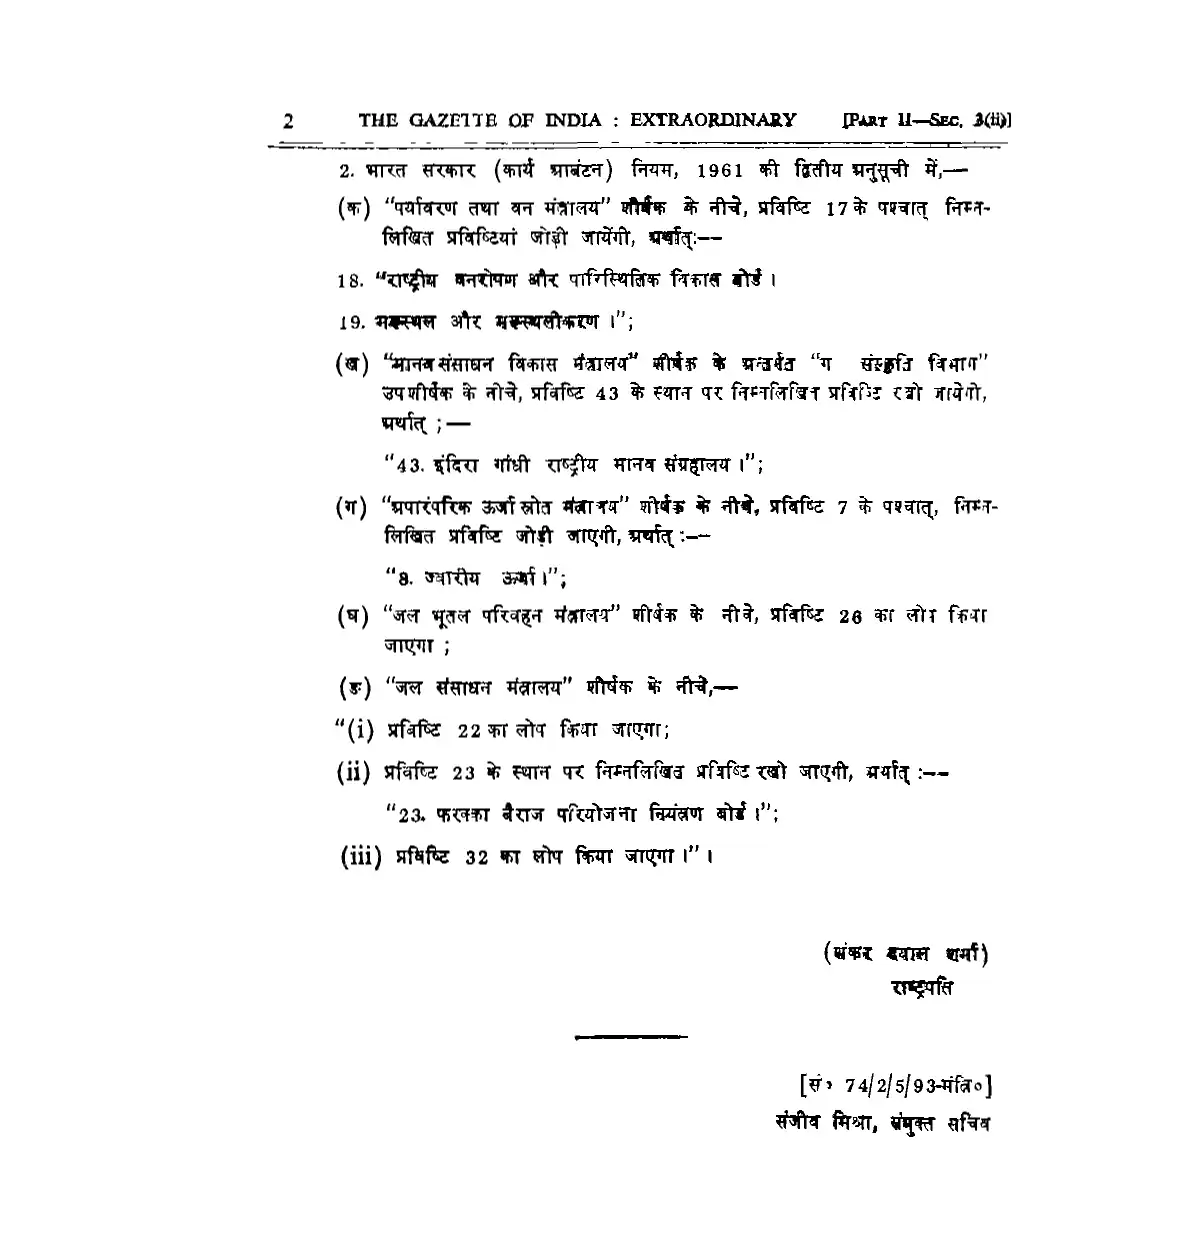 2 THE GAZETTE OF INDIA : EXTRAORDINARY [PART II—SEC. 3(ii)]
2. भारत सरकार (कार्य आबंटन) नियम, 1961 की द्वितीय अनुसूची में,—
(क) “पर्यावरण तथा वन मंत्रालय” शीर्षक के नीचे, प्रविष्टि 17 के पश्चात् निम्न-
लिखित प्रविष्टियां जोड़ी जायेंगी, अर्थात्:--
18. “राष्ट्रीय वनरोपण और पारिस्थितिक विकास बोर्ड ।
19. मरूस्थल और मरूस्थलीकरण ।”;
(ख) “मानव संसाधन विकास मंत्रालय” शीर्षक के अन्तर्गत “ग संस्कृति विभाग”
उपशीर्षक के नीचे, प्रविष्टि 43 के स्थान पर निम्नलिखित प्रविष्टि रखी जायेगी,
अर्थात् ;—
“43. इंदिरा गांधी राष्ट्रीय मानव संग्रहालय ।”;
(ग) “अपारंपरिक ऊर्जा स्रोत मंत्रालय” शीर्षक के नीचे, प्रविष्टि 7 के पश्चात्, निम्न-
लिखित प्रविष्टि जोड़ी जाएगी, अर्थात् :--
“8. ज्वारीय ऊर्जा।”;
(घ) “जल भूतल परिवहन मंत्रालय” शीर्षक के नीचे, प्रविष्टि 26 का लोप किया
जाएगा ;
(ङ) “जल संसाधन मंत्रालय” शीर्षक के नीचे,—
“(i) प्रविष्टि 22 का लोप किया जाएगा;
(ii) प्रविष्टि 23 के स्थान पर निम्नलिखित प्रविष्टि रखी जाएगी, अर्थात् :--
“23. फरक्का बैराज परियोजना नियंत्रण बोर्ड ।”;
(iii) प्रविष्टि 32 का लोप किया जाएगा ।” ।
(शंकर दयाल शर्मा)
राष्ट्रपति
[सं० 74/2/5/93-मंत्रि०]
संजीव मिश्रा, संयुक्त सचिव